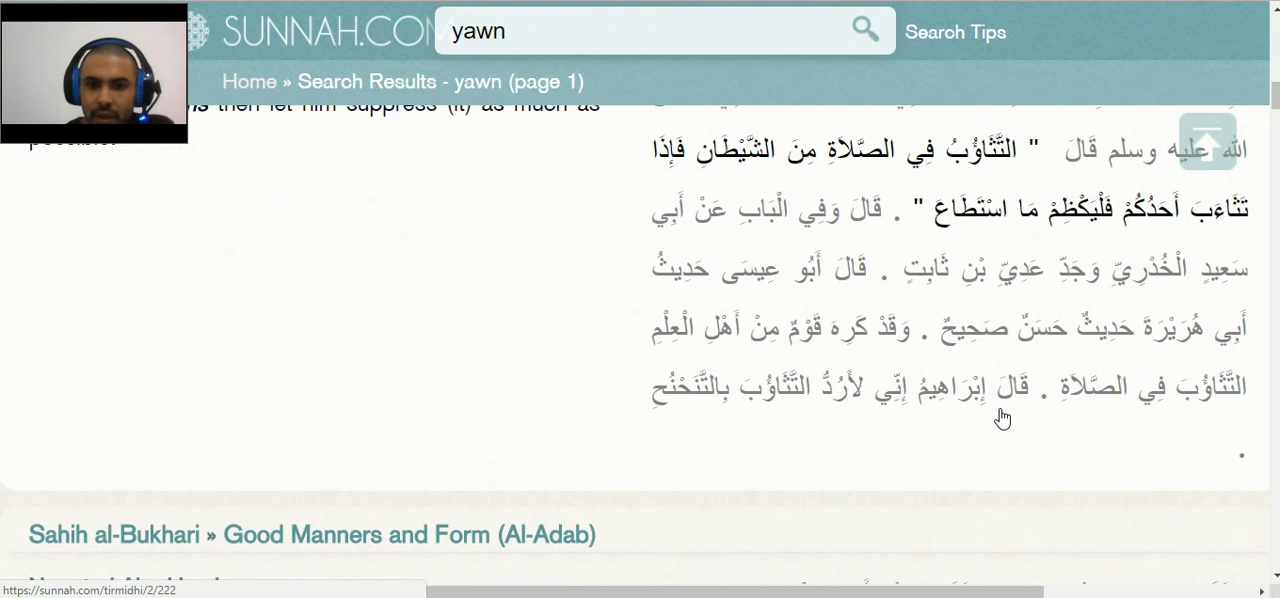 SUNNAH.COM
yawn
Search Tips
Home » Search Results - yawn (page 1)
then let him suppress (it) as much as
possible.
الله عليه وسلم قَالَ ‏ "‏ التَّثَاؤُبُ فِي الصَّلاَةِ مِنَ الشَّيْطَانِ فَإِذَا
تَثَاءَبَ أَحَدُكُمْ فَلْيَكْظِمْ مَا اسْتَطَاعَ ‏"‏ ‏.‏ قَالَ وَفِي الْبَابِ عَنْ أَبِي
سَعِيدٍ الْخُدْرِيِّ وَجَدِّ عَدِيِّ بْنِ ثَابِتٍ ‏.‏ قَالَ أَبُو عِيسَى حَدِيثُ
أَبِي هُرَيْرَةَ حَدِيثٌ حَسَنٌ صَحِيحٌ ‏.‏ وَقَدْ كَرِهَ قَوْمٌ مِنْ أَهْلِ الْعِلْمِ
التَّثَاؤُبَ فِي الصَّلاَةِ ‏.‏ قَالَ إِبْرَاهِيمُ إِنِّي لأَرُدُّ التَّثَاؤُبَ بِالتَّنَحْنُحِ
.
Sahih al-Bukhari » Good Manners and Form (Al-Adab)
https://sunnah.com/tirmidhi/2/222